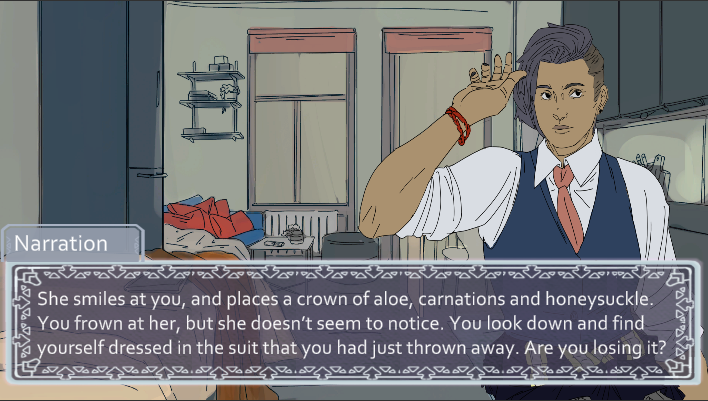 Narration
She smiles at you, and places a crown of aloe, carnations and honeysuckle.
You frown at her, but she doesn't seem to notice. You look down and find
yourself dressed in the suit that you had just thrown away. Are you losing it?